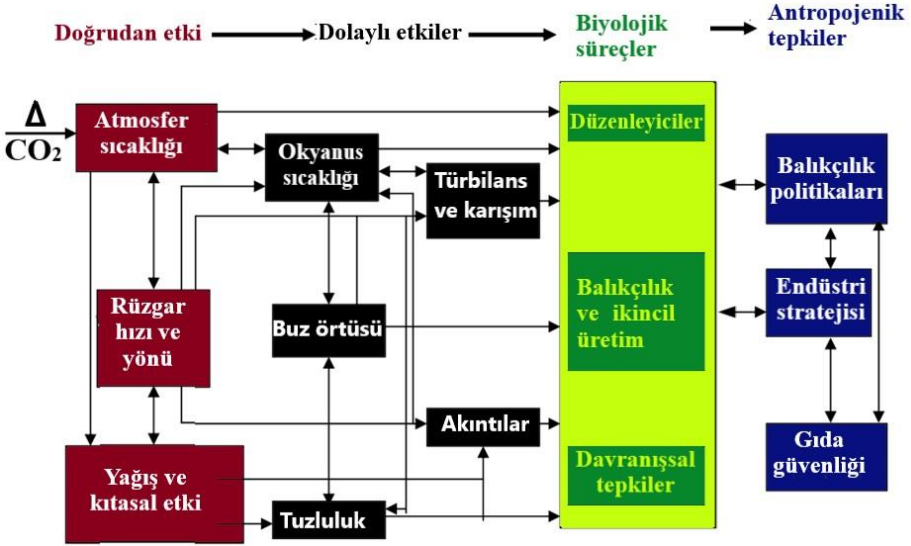 Doğrudan etki
Dolaylı etkiler
Biyolojik
süreçler
Antropojenik
tepkiler
Δ
CO₂
Atmosfer
sıcaklığı
Okyanus
sıcaklığı
Türbilans
ve karışım
Düzenleyiciler
Balıkçılık
politikaları
Rüzgar
hızı ve
yönü
Buz örtüsü
Balıkçılık
ve ikincil
üretim
Endüstri
stratejisi
Akıntılar
Yağış ve
kıtasal etki
Tuzluluk
Davranışsal
tepkiler
Gıda
güvenliği